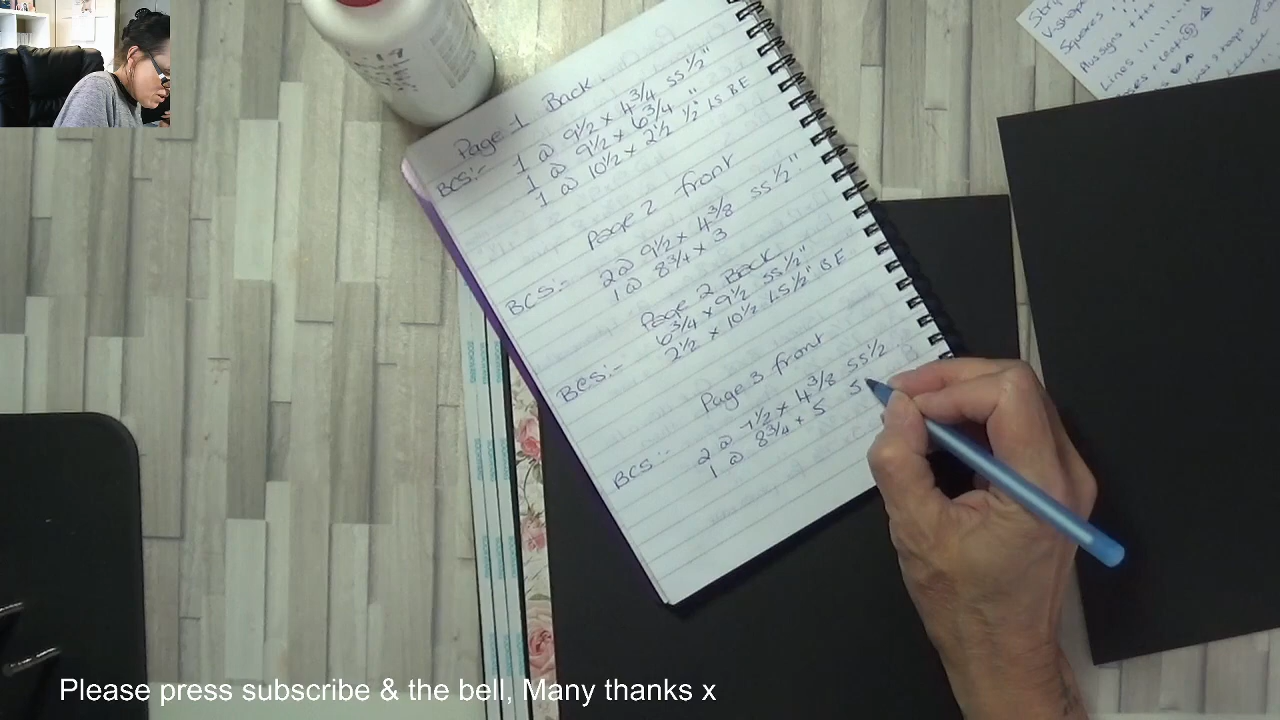 Page 1 Back
BCS:- 1 @ 9½ x 4¾ SS ½"
1 @ 9½ x 6¾
1 @ 10½ x 2½ ½" LS BE
Page 2 front
BCS:- 2 @ 9½ x 4⅜ SS ½"
1 @ 8¾ x 3
Page 2 Back
BCS:- 6¾ x 9½ SS ½"
2½ x 10½ LS ½" BE
Page 3 front
BCS:- 2 @ 9½ x 4⅜ SS ½
1 @ 8¾ x 5 S
Squares
Lines
Please press subscribe & the bell, Many thanks x